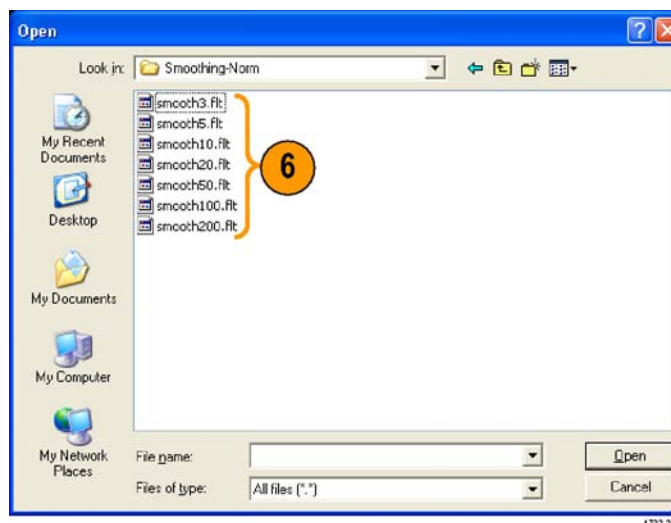 Open
Look in:
Smoothing-Norm
My Recent
Documents
Desktop
My Documents
My Computer
My Network
Places
smooth3.flt
smooth5.flt
smooth10.flt
smooth20.flt
smooth50.flt
smooth100.flt
smooth200.flt
6
File name:
Open
Files of type:
All files (*.*)
Cancel